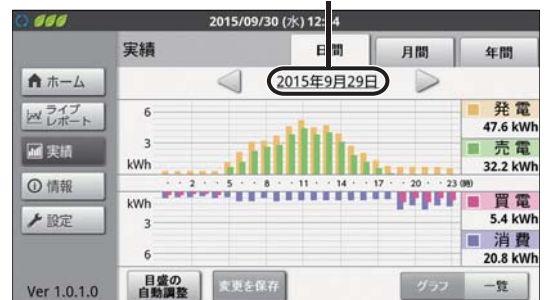 2015/09/30 (水) 12: 4
実績
日間
月間
年間
ホーム
ライブ
レポート
実績
情報
設定
2015年9月29日
6
3
kWh
2 5 8 11 14 17 20 23 (時)
kWh
3
6
発電
47.6 kWh
売電
32.2 kWh
買電
5.4 kWh
消費
20.8 kWh
Ver 1.0.1.0
目盛の
自動調整
変更を保存
グラフ
一覧